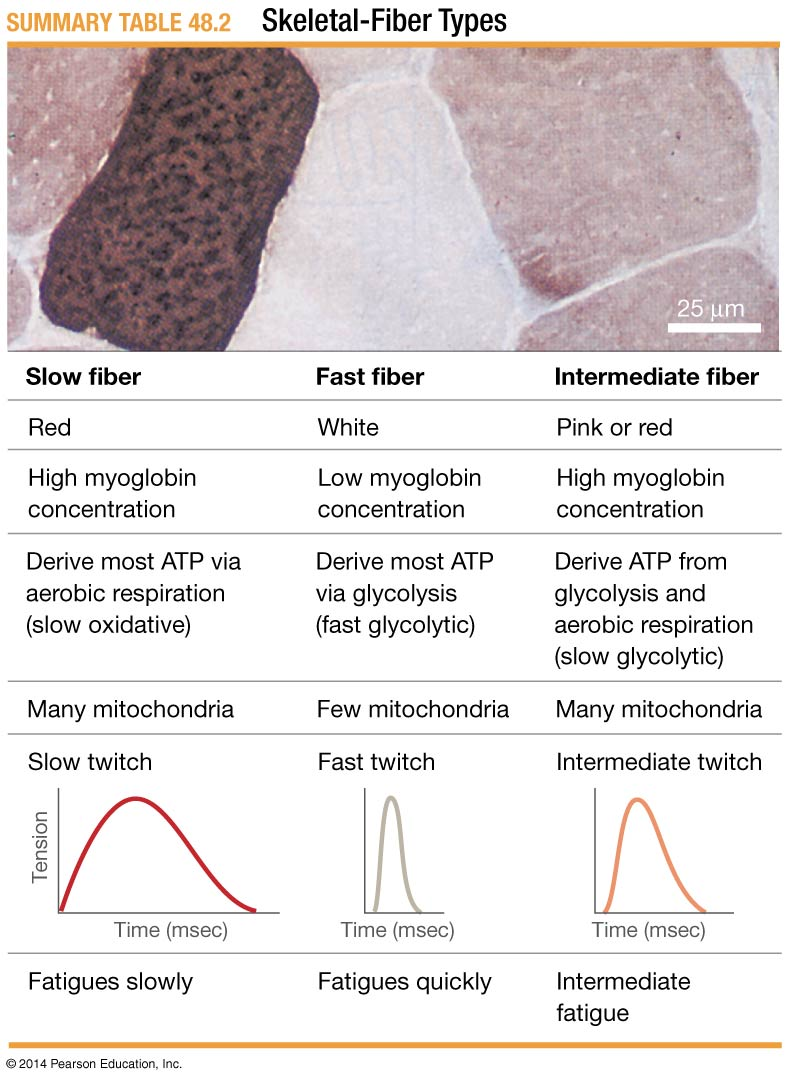 SUMMARY TABLE 48.2 Skeletal-Fiber Types
25 µm
Slow fiber Fast fiber Intermediate fiber
Red White Pink or red
High myoglobin Low myoglobin High myoglobin
concentration concentration concentration
Derive most ATP via Derive most ATP Derive ATP from
aerobic respiration via glycolysis glycolysis and
(slow oxidative) (fast glycolytic) aerobic respiration
(slow glycolytic)
Many mitochondria Few mitochondria Many mitochondria
Slow twitch Fast twitch Intermediate twitch
Tension
Time (msec) Time (msec) Time (msec)
Fatigues slowly Fatigues quickly Intermediate
fatigue
© 2014 Pearson Education, Inc.